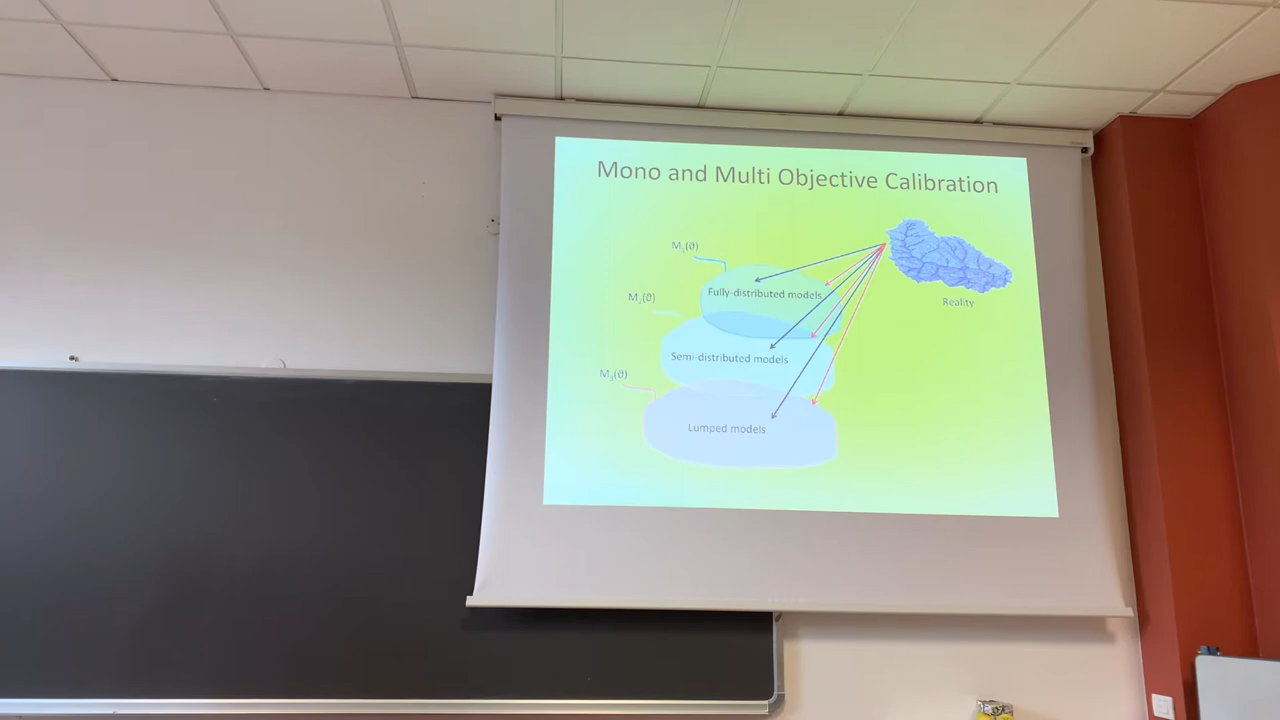 Mono and Multi Objective Calibration
M₁(ϑ)
Fully-distributed models
M₂(ϑ)
Reality
Semi-distributed models
M₃(ϑ)
Lumped models